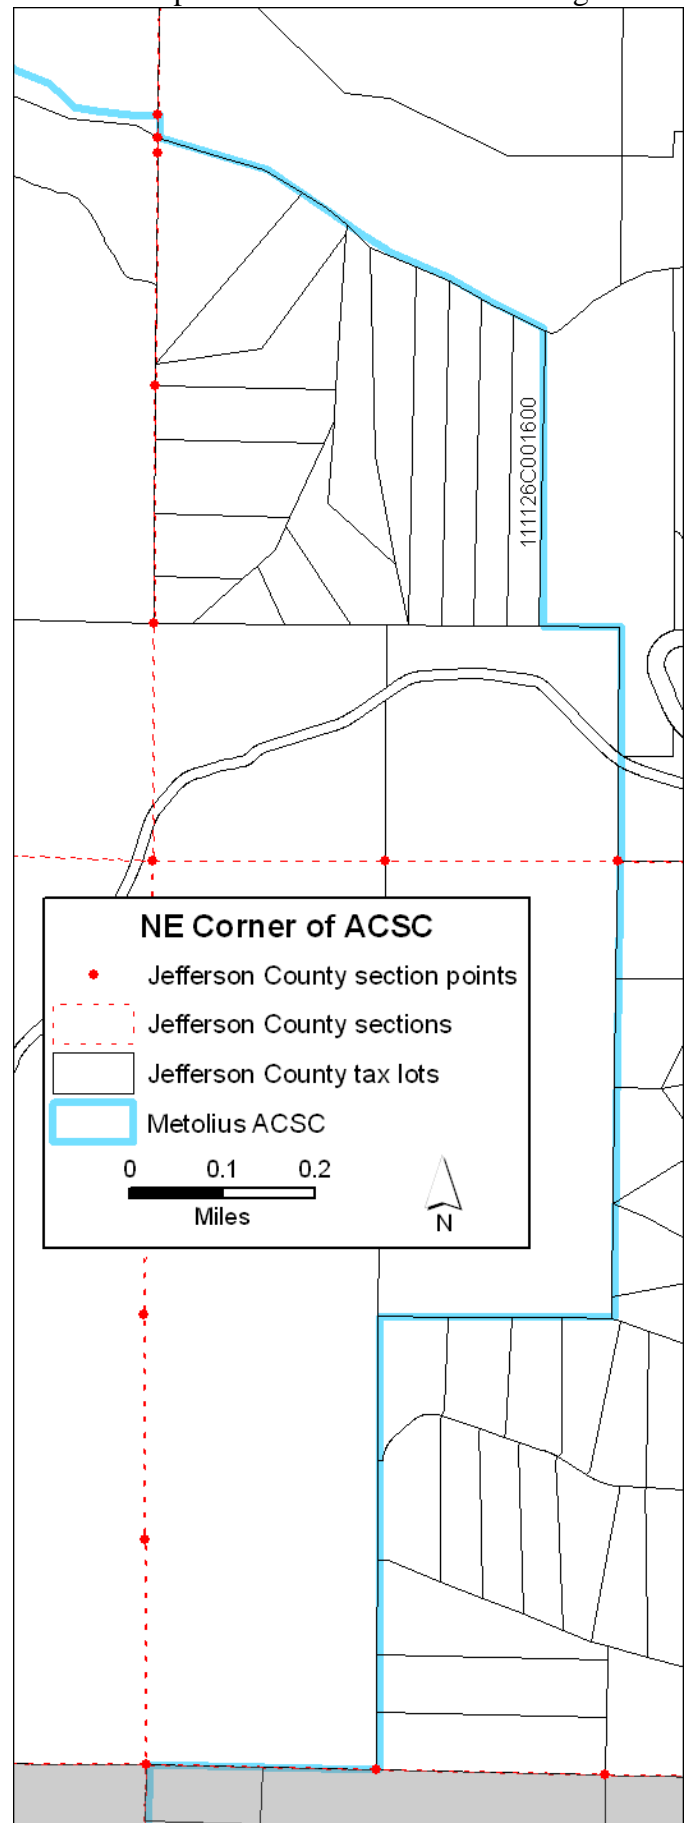 111126C001600
NE Corner of ACSC
Jefferson County section points
Jefferson County sections
Jefferson County tax lots
Metolius ACSC
0 0.1 0.2
Miles
N